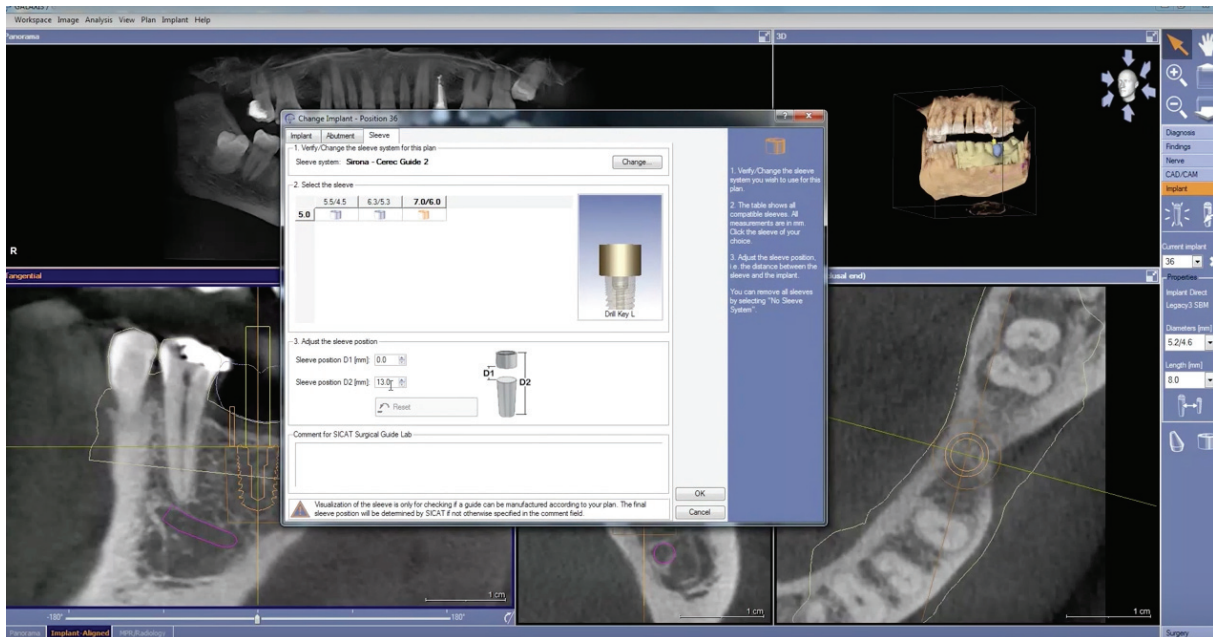 GALAXIS /
Workspace Image Analysis View Plan Implant Help
Panorama
3D
R
Tangential
Change Implant - Position 36
Implant Abutment Sleeve
1. Verify/Change the sleeve system for this plan
Sleeve system: Sirona - Cerec Guide 2
Change...
2. Select the sleeve
5.5/4.5 6.3/5.3 7.0/6.0
5.0
Drill Key L
3. Adjust the sleeve position
Sleeve position D1 [mm]: 0.0
Sleeve position D2 [mm]: 13.0
D1
D2
Reset
Comment for SICAT Surgical Guide Lab
Visualization of the sleeve is only for checking if a guide can be manufactured according to your plan. The final
sleeve position will be determined by SICAT if not otherwise specified in the comment field.
1. Verify/Change the sleeve
system you wish to use for this
plan.
2. The table shows all
compatible sleeves. All
measurements are in mm.
Click the sleeve of your
choice.
3. Adjust the sleeve position,
i.e. the distance between the
sleeve and the implant.
You can remove all sleeves
by selecting "No Sleeve
System".
OK
Cancel
usal end)
Diagnosis
Findings
Nerve
CAD/CAM
Implant
Current implant
36
Properties
Implant Direct
Legacy3 SBM
Diameters [mm]
5.2/4.6
Length [mm]
8.0
1 cm
1 cm
1 cm
-180° 180°
Panorama Implant-Aligned MPR/Radiology
Surgery